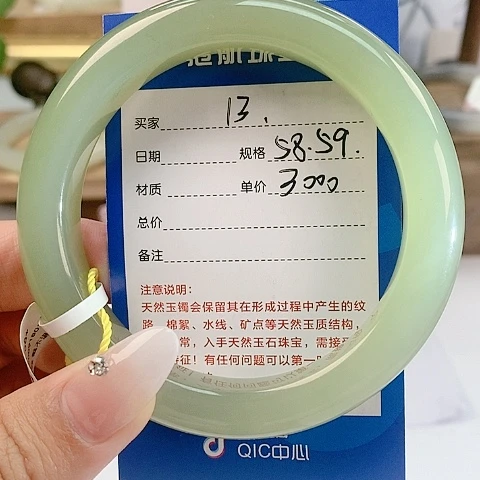 买家 13.
日期 规格 58.59.
材质 单价 3000
总价
备注
注意说明:
天然玉镯会保留其在形成过程中产生的纹
路、棉絮、水线、矿点等天然玉质结构,
常,入手天然玉石珠宝,需接
特征!有任何问题可以第一
QIC中心